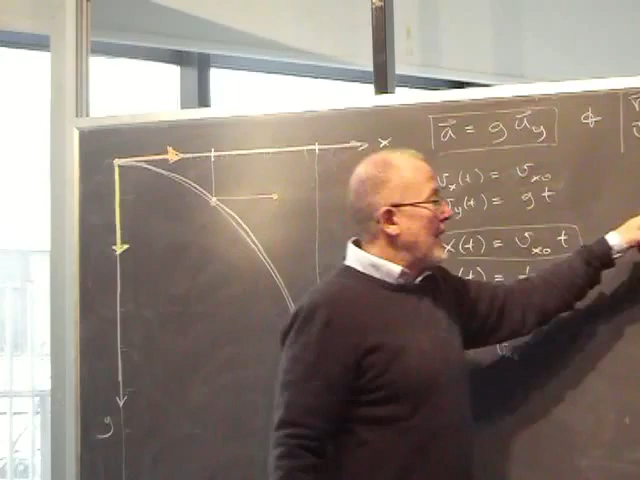 x
a⃗ = g u⃗y
vx(t) = vx0
vy(t) = g t
x(t) = vx0 t
(t) =
y